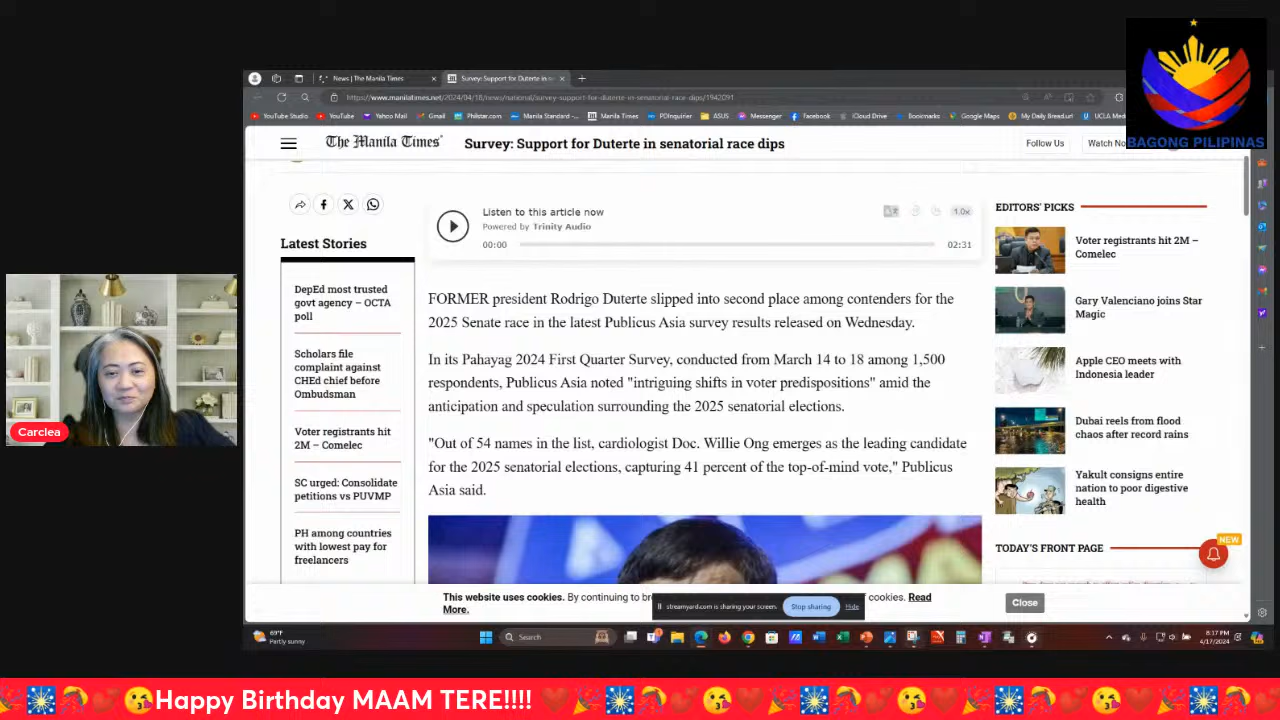 BAGONG PILIPINAS
News | The Manila Times
Survey: Support for Duterte in
https://www.manilatimes.net/2024/04/18/news/national/survey-support-for-duterte-in-senatorial-race-dips/1942091
YouTube Studio YouTube Yahoo Mail Gmail Philstar.com Manila Standard -... Manila Times PDInquirer ASUS Messenger Facebook iCloud Drive Bookmarks Google Maps My Daily Breadbu! UCLA Med
The Manila Times
Survey: Support for Duterte in senatorial race dips
Follow Us
Watch No
Latest Stories
DepEd most trusted
govt agency – OCTA
poll
Scholars file
complaint against
CHEd chief before
Ombudsman
Voter registrants hit
2M – Comelec
SC urged: Consolidate
petitions vs PUVMP
PH among countries
with lowest pay for
freelancers
Listen to this article now
Powered by Trinity Audio
00:00
1.0x
02:31
FORMER president Rodrigo Duterte slipped into second place among contenders for the
2025 Senate race in the latest Publicus Asia survey results released on Wednesday.
In its Pahayag 2024 First Quarter Survey, conducted from March 14 to 18 among 1,500
respondents, Publicus Asia noted "intriguing shifts in voter predispositions" amid the
anticipation and speculation surrounding the 2025 senatorial elections.
"Out of 54 names in the list, cardiologist Doc. Willie Ong emerges as the leading candidate
for the 2025 senatorial elections, capturing 41 percent of the top-of-mind vote," Publicus
Asia said.
EDITORS' PICKS
Voter registrants hit 2M –
Comelec
Gary Valenciano joins Star
Magic
Apple CEO meets with
Indonesia leader
Dubai reels from flood
chaos after record rains
Yakult consigns entire
nation to poor digestive
health
TODAY'S FRONT PAGE
NEW
This website uses cookies. By continuing to br
of cookies. Read
More.
Close
streamyard.com is sharing your screen.
Stop sharing
Hide
Carclea
69°F
Partly sunny
Search
8:17 PM
4/17/2024
Happy Birthday MAAM TERE!!!!